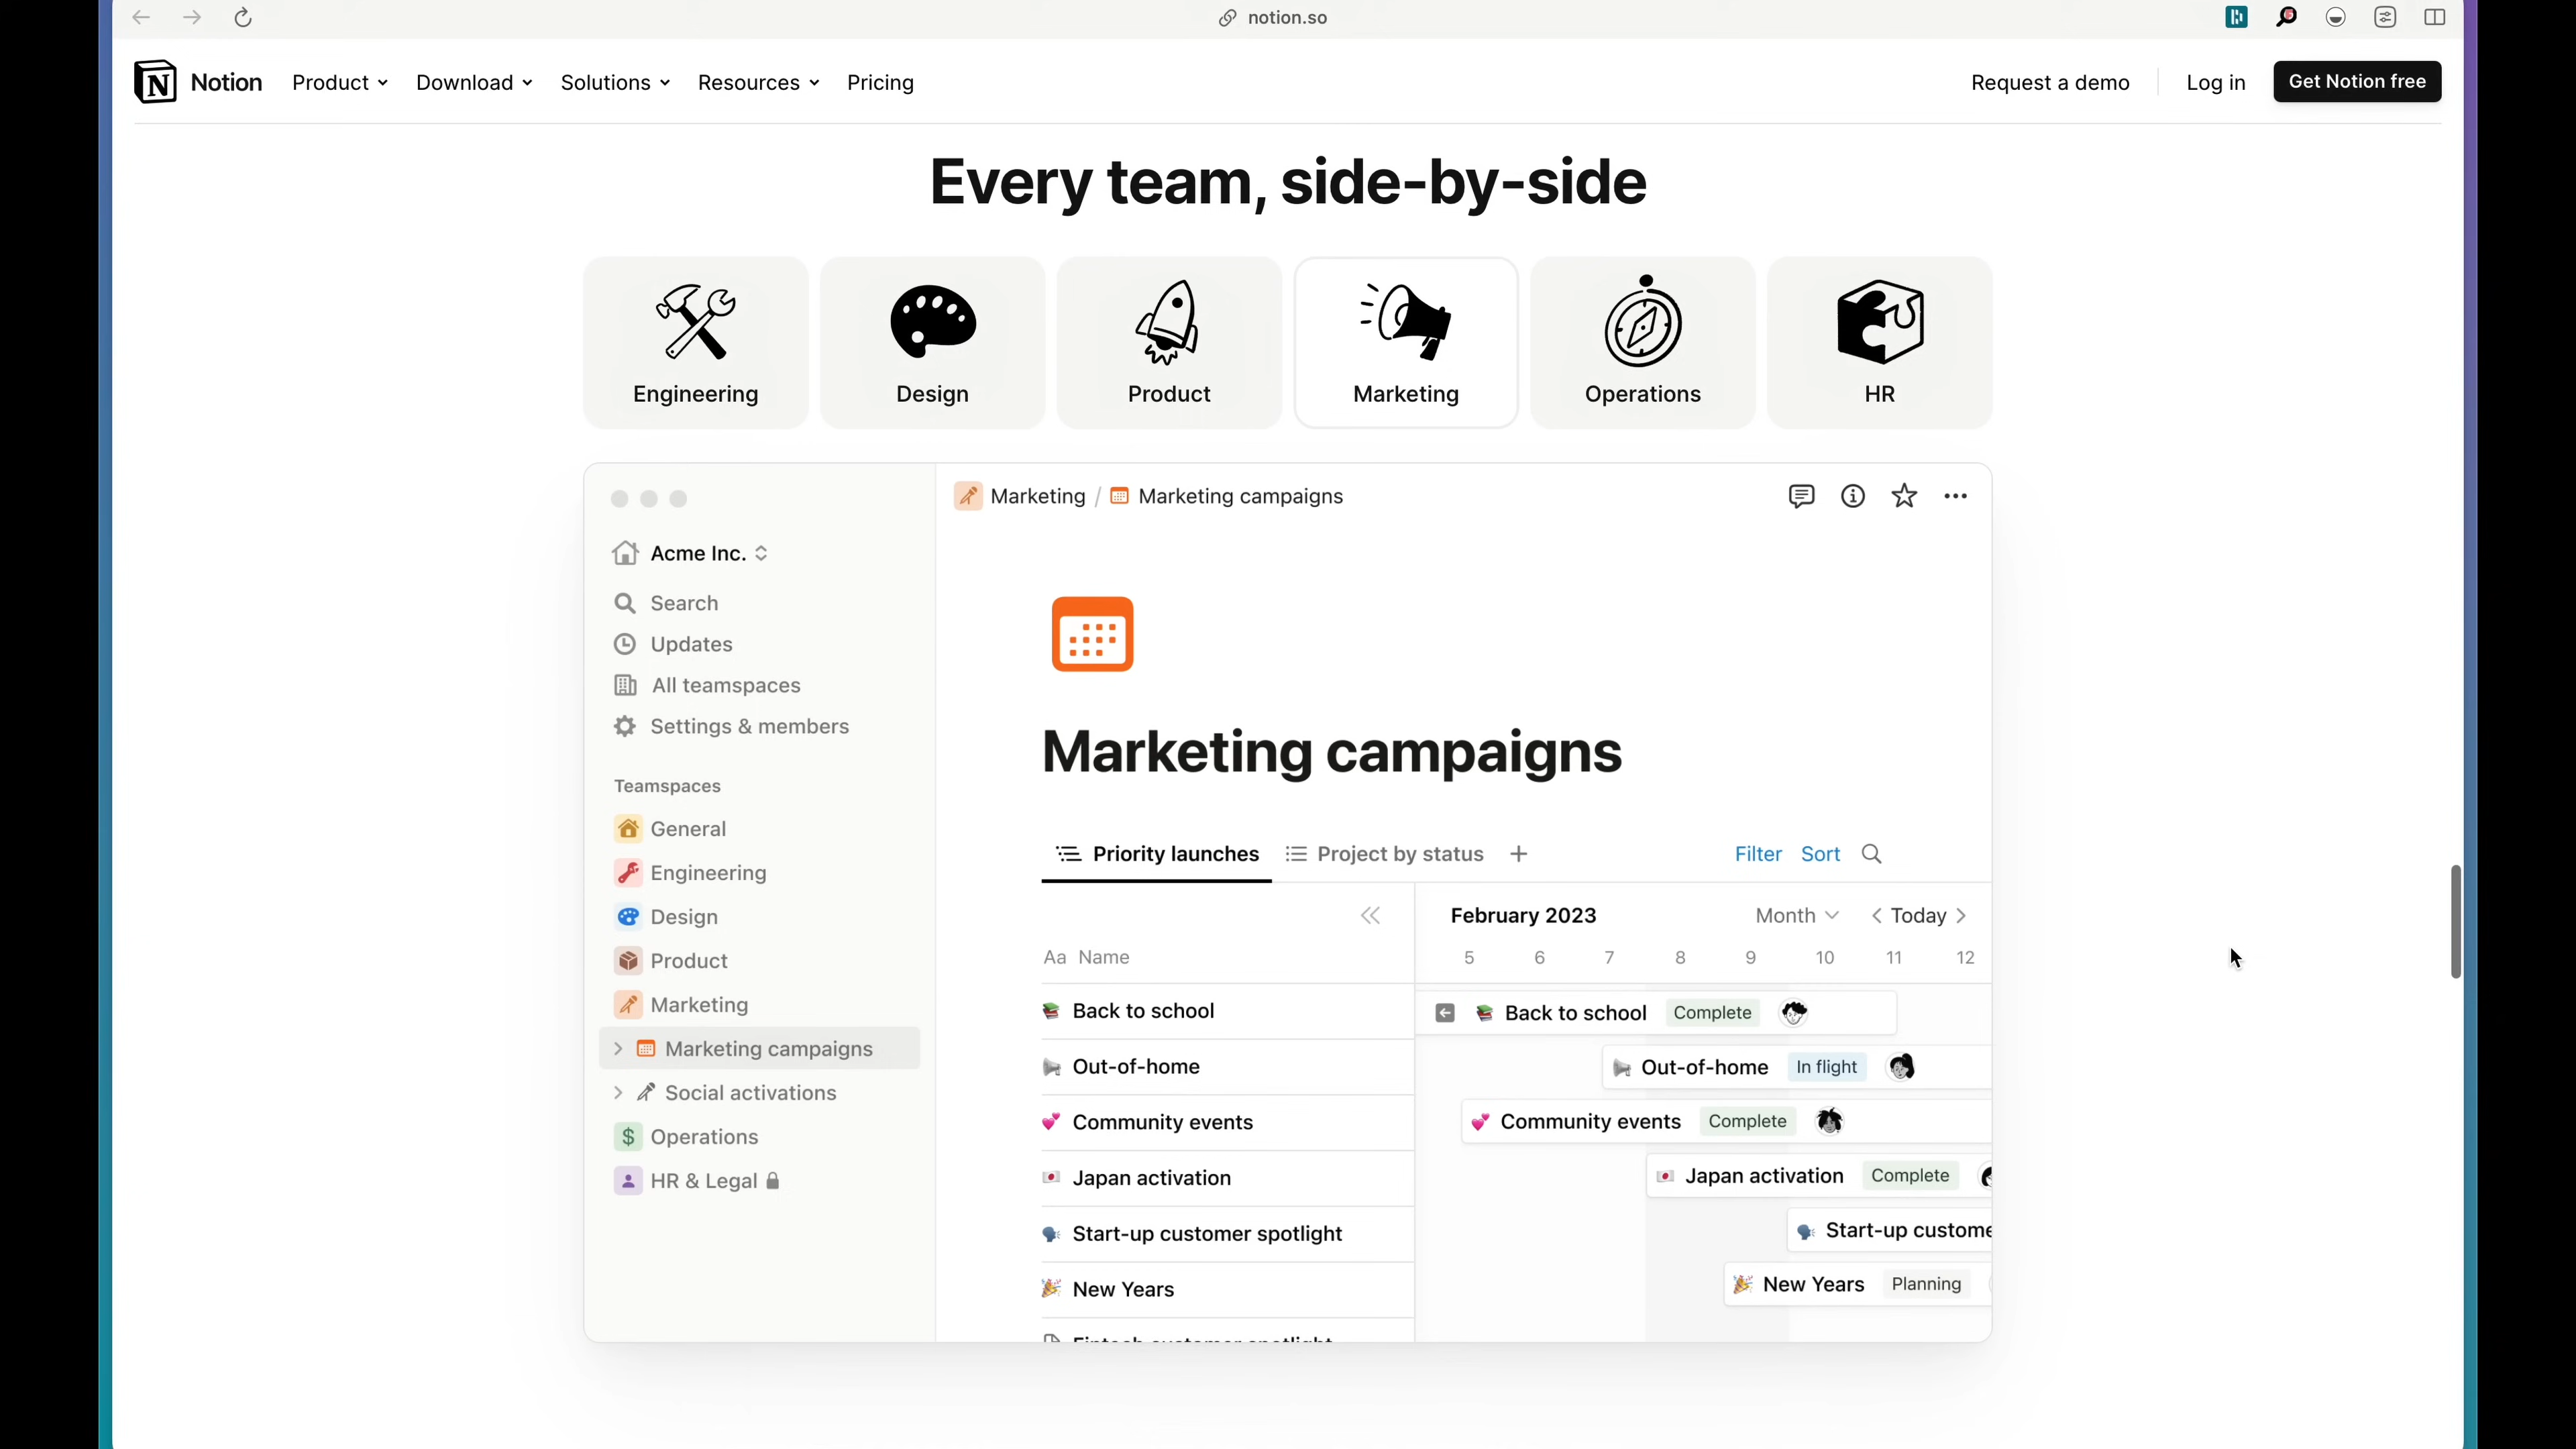 notion.so
Notion Product Download Solutions Resources Pricing Request a demo Log in Get Notion free
Every team, side-by-side
Engineering Design Product Marketing Operations HR
Marketing / Marketing campaigns
Acme Inc.
Search
Updates
All teamspaces
Settings & members
Teamspaces
General
Engineering
Design
Product
Marketing
Marketing campaigns
Social activations
$ Operations
HR & Legal
Marketing campaigns
Priority launches Project by status + Filter Sort
February 2023 Month Today
Aa Name 5 6 7 8 9 10 11 12
Back to school Back to school Complete
Out-of-home Out-of-home In flight
Community events Community events Complete
Japan activation Japan activation Complete
Start-up customer spotlight Start-up custome
New Years New Years Planning
Fintech customer spotlight